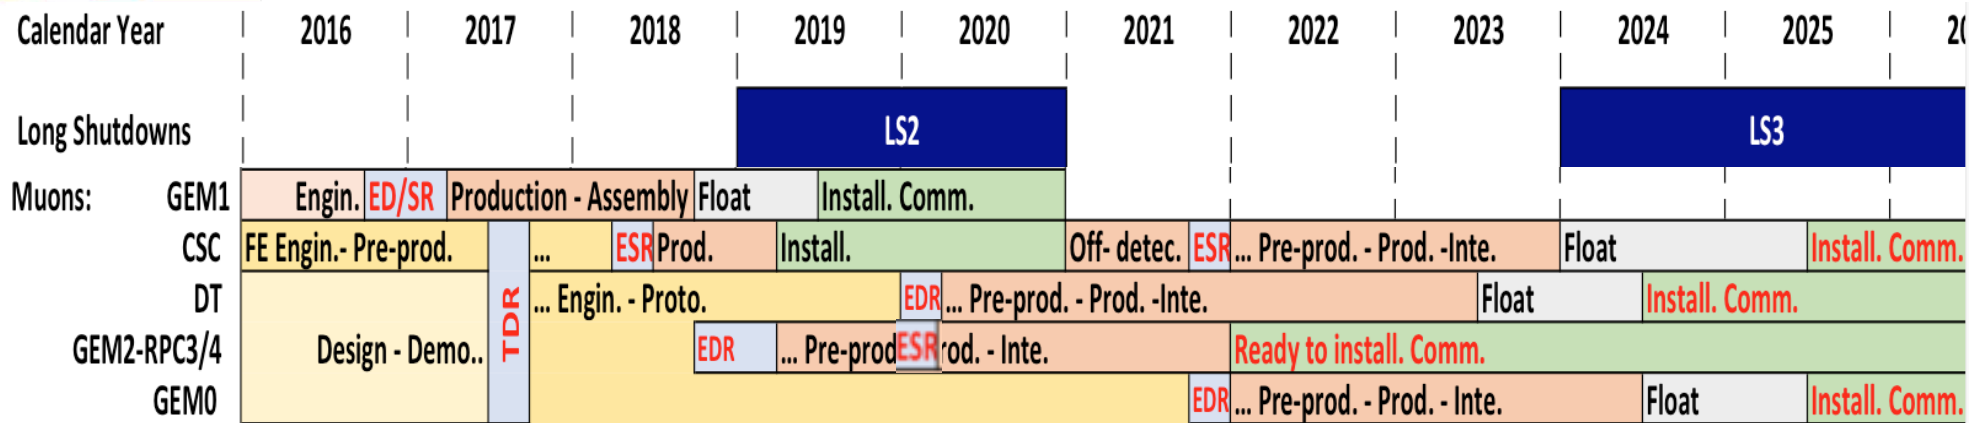 Calendar Year 2016 2017 2018 2019 2020 2021 2022 2023 2024 2025 20
Long Shutdowns LS2 LS3
Muons: GEM1 Engin. ED/SR Production - Assembly Float Install. Comm.
CSC FE Engin.- Pre-prod. ... ESR Prod. Install. Off- detec. ESR ... Pre-prod. - Prod. -Inte. Float Install. Comm.
TDR
DT ... Engin. - Proto. EDR ... Pre-prod. - Prod. -Inte. Float Install. Comm.
GEM2-RPC3/4 Design - Demo.. EDR ... Pre-prod ESR rod. - Inte. Ready to install. Comm.
GEM0 EDR ... Pre-prod. - Prod. - Inte. Float Install. Comm.